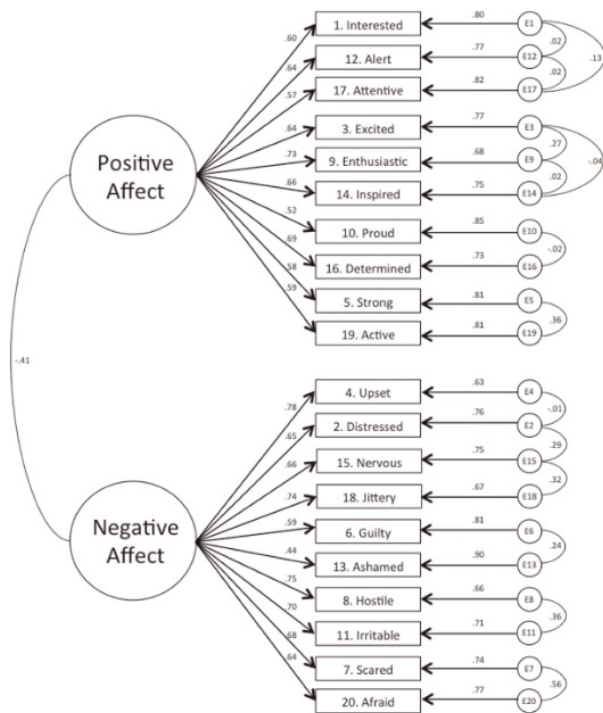 .60
1. Interested
.80
E1
.02
.13
.64
12. Alert
.77
E12
.02
.57
17. Attentive
.82
E17
.64
3. Excited
.77
E3
.27
-.04
.73
9. Enthusiastic
.68
E9
.02
.66
14. Inspired
.75
E14
.52
10. Proud
.85
E10
-.02
.69
16. Determined
.73
E16
.58
5. Strong
.81
E5
.36
.59
19. Active
.81
E19
Positive
Affect
-.41
.78
4. Upset
.63
E4
-.01
.65
2. Distressed
.76
E2
.29
.66
15. Nervous
.75
E15
.32
.74
18. Jittery
.67
E18
.59
6. Guilty
.81
E6
.24
.44
13. Ashamed
.90
E13
.75
8. Hostile
.66
E8
.36
.70
11. Irritable
.71
E11
.68
7. Scared
.74
E7
.56
.64
20. Afraid
.77
E20
Negative
Affect